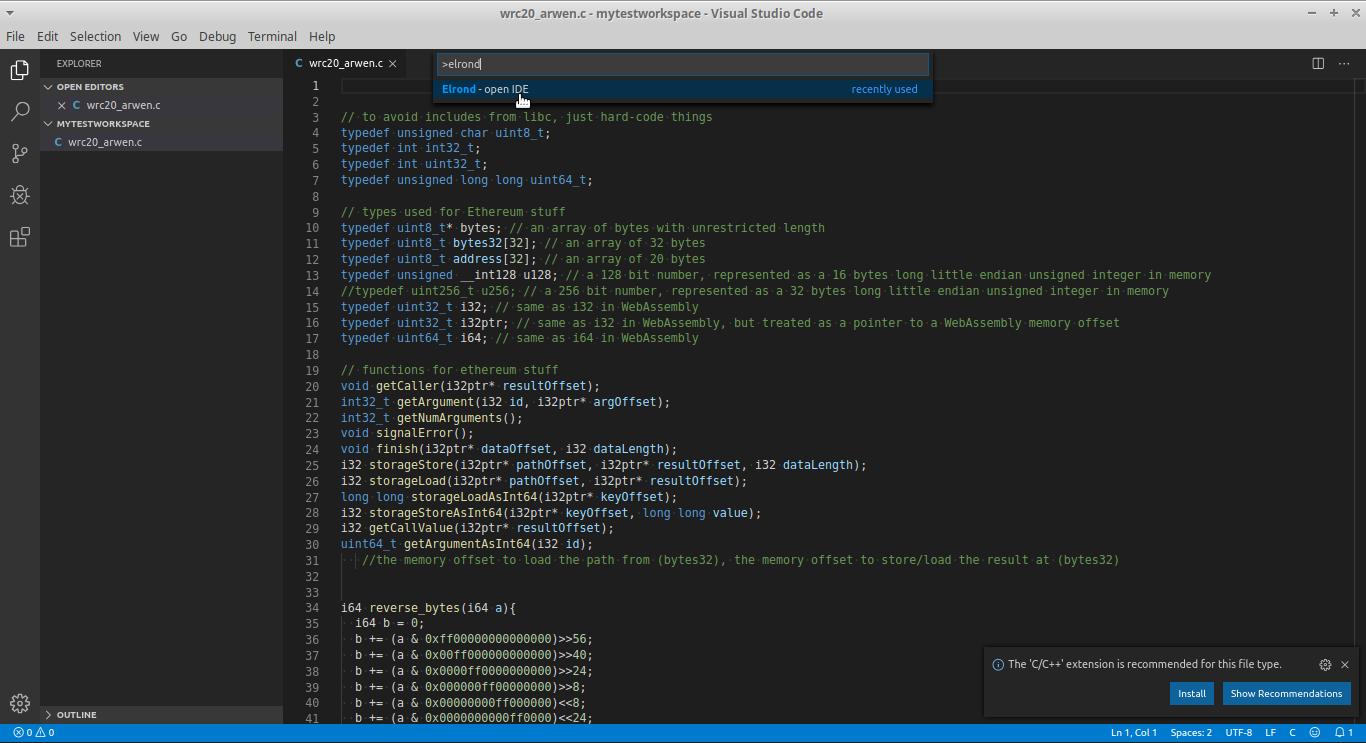 wrc20_arwen.c - mytestworkspace - Visual Studio Code
File Edit Selection View Go Debug Terminal Help
EXPLORER
OPEN EDITORS
C wrc20_arwen.c
MYTESTWORKSPACE
C wrc20_arwen.c
OUTLINE
C wrc20_arwen.c
>elrond
Elrond - open IDE recently used
1
2
3 // to avoid includes from libc, just hard-code things
4 typedef unsigned char uint8_t;
5 typedef int int32_t;
6 typedef int uint32_t;
7 typedef unsigned long long uint64_t;
8
9 // types used for Ethereum stuff
10 typedef uint8_t* bytes; // an array of bytes with unrestricted length
11 typedef uint8_t bytes32[32]; // an array of 32 bytes
12 typedef uint8_t address[32]; // an array of 20 bytes
13 typedef unsigned __int128 u128; // a 128 bit number, represented as a 16 bytes long little endian unsigned integer in memory
14 //typedef uint256_t u256; // a 256 bit number, represented as a 32 bytes long little endian unsigned integer in memory
15 typedef uint32_t i32; // same as i32 in WebAssembly
16 typedef uint32_t i32ptr; // same as i32 in WebAssembly, but treated as a pointer to a WebAssembly memory offset
17 typedef uint64_t i64; // same as i64 in WebAssembly
18
19 // functions for ethereum stuff
20 void getCaller(i32ptr* resultOffset);
21 int32_t getArgument(i32 id, i32ptr* argOffset);
22 int32_t getNumArguments();
23 void signalError();
24 void finish(i32ptr* dataOffset, i32 dataLength);
25 i32 storageStore(i32ptr* pathOffset, i32ptr* resultOffset, i32 dataLength);
26 i32 storageLoad(i32ptr* pathOffset, i32ptr* resultOffset);
27 long long storageLoadAsInt64(i32ptr* keyOffset);
28 i32 storageStoreAsInt64(i32ptr* keyOffset, long long value);
29 i32 getCallValue(i32ptr* resultOffset);
30 uint64_t getArgumentAsInt64(i32 id);
31 //the memory offset to load the path from (bytes32), the memory offset to store/load the result at (bytes32)
32
33
34 i64 reverse_bytes(i64 a){
35 i64 b = 0;
36 b += (a & 0xff00000000000000)>>56;
37 b += (a & 0x00ff000000000000)>>40;
38 b += (a & 0x0000ff0000000000)>>24;
39 b += (a & 0x000000ff00000000)>>8;
40 b += (a & 0x00000000ff000000)<<8;
41 b += (a & 0x0000000000ff0000)<<24;
The 'C/C++' extension is recommended for this file type.
Install Show Recommendations
0 0 Ln 1, Col 1 Spaces: 2 UTF-8 LF C 1